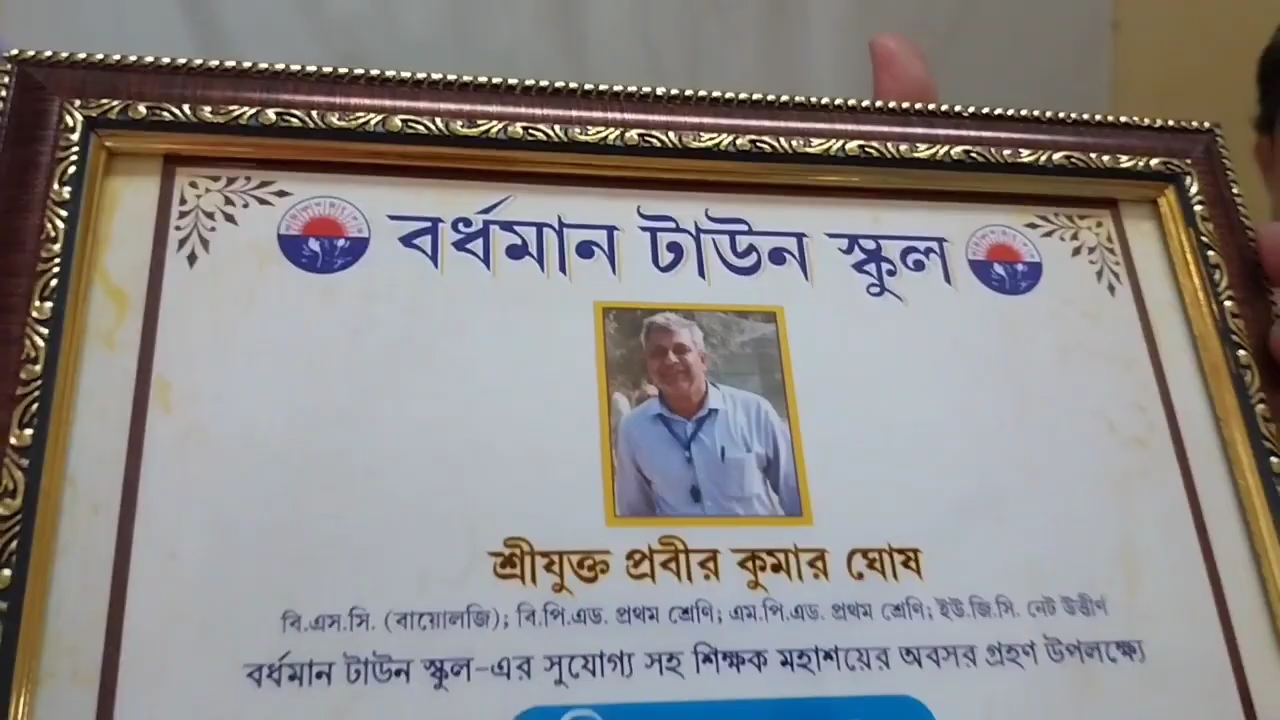 বর্ধমান টাউন স্কুল
শ্রীযুক্ত প্রবীর কুমার ঘোষ
বি.এস.সি. (বায়োলজি); বি.পি.এড. প্রথম শ্রেণি; এম.পি.এড. প্রথম শ্রেণি; ইউ.জি.সি. নেট উত্তীর্ণ
বর্ধমান টাউন স্কুল-এর সুযোগ্য সহ শিক্ষক মহাশয়ের অবসর গ্রহণ উপলক্ষ্যে